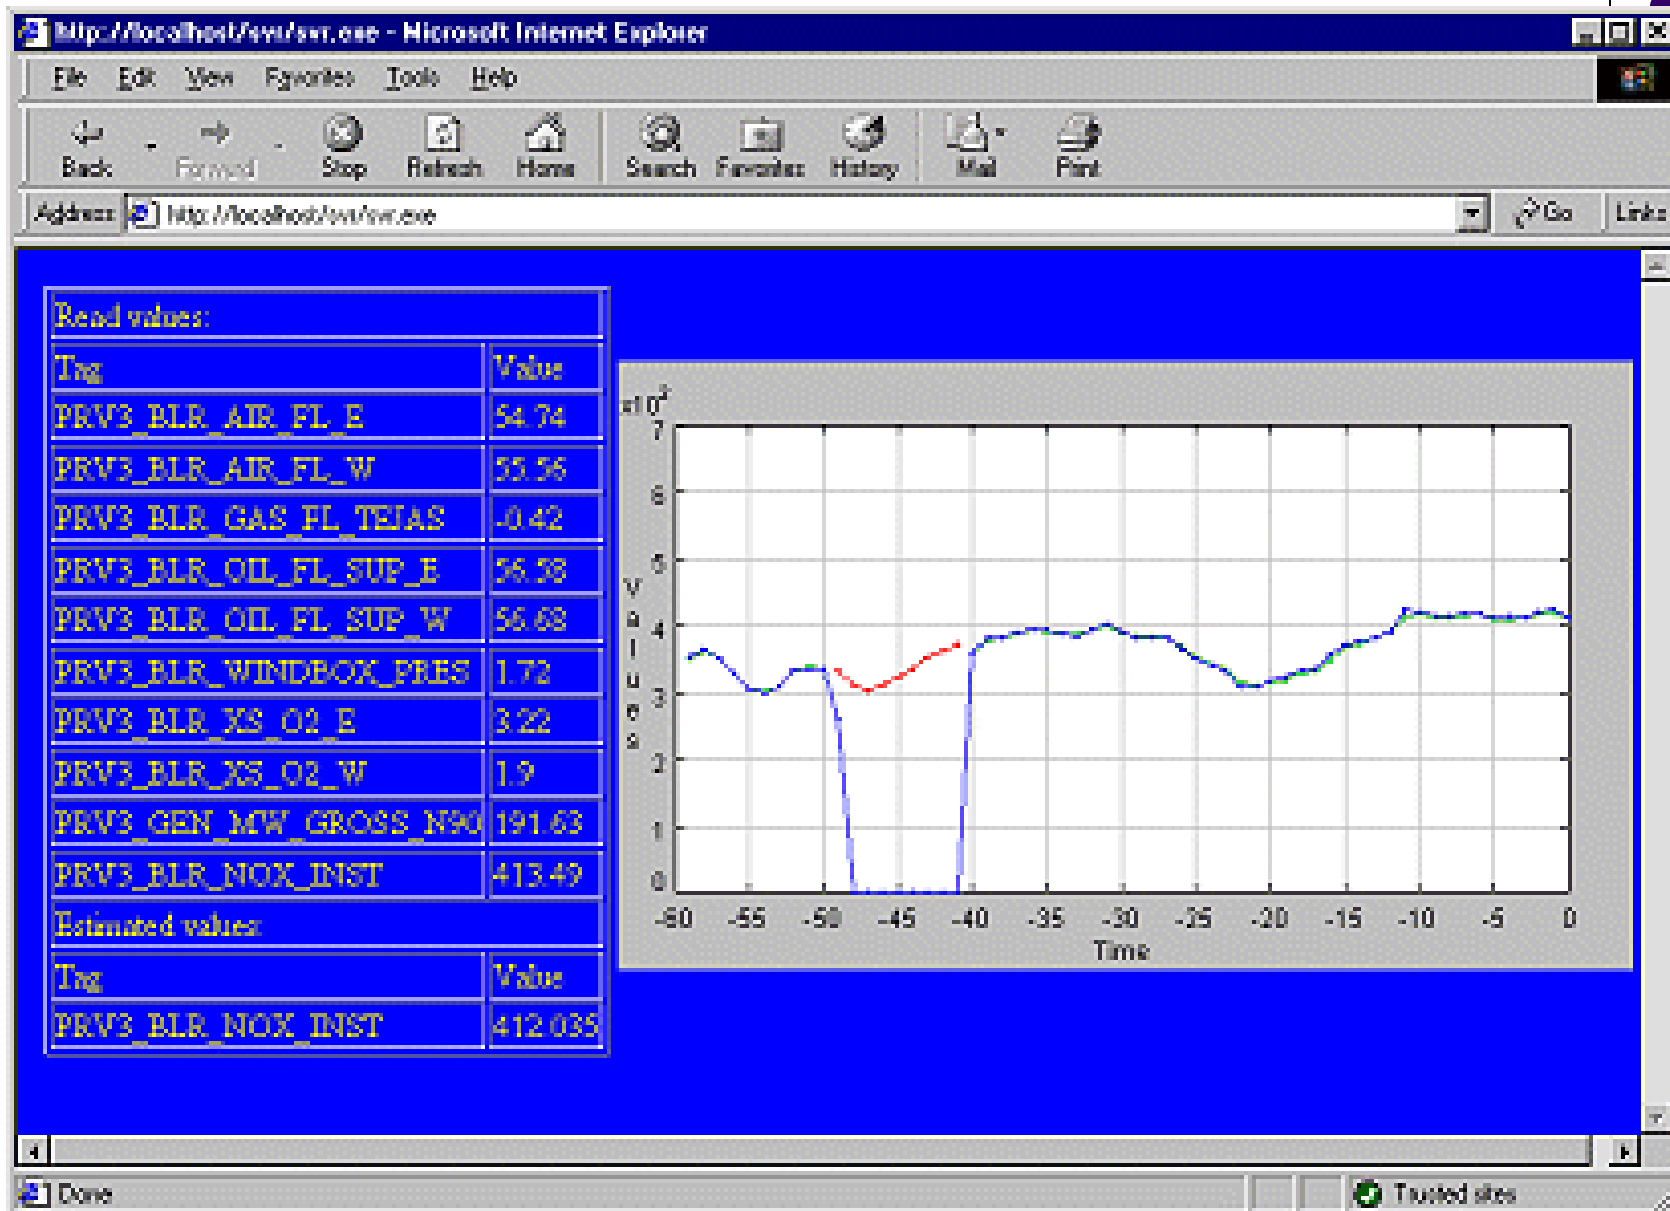 http://localhost/svr/svr.exe - Microsoft Internet Explorer
File Edit View Favorites Tools Help
Back Forward Stop Refresh Home Search Favorites History Mail Print
Address http://localhost/svr/svr.exe Go Links
Read values:
Tag Value
PRV3_BLR_AIR_FL_E 54.74
PRV3_BLR_AIR_FL_W 55.56
PRV3_BLR_GAS_FL_TEJAS -0.42
PRV3_BLR_OIL_FL_SUP_E 56.58
PRV3_BLR_OIL_FL_SUP_W 56.68
PRV3_BLR_WINDBOX_PRES 1.72
PRV3_BLR_XS_O2_E 3.22
PRV3_BLR_XS_O2_W 1.9
PRV3_GEN_MW_GROSS_N90 191.63
PRV3_BLR_NOX_INST 413.49
Estimated values:
Tag Value
PRV3_BLR_NOX_INST 412.035
x10²
7
6
5
4
3
2
1
0
Values
-60 -55 -50 -45 -40 -35 -30 -25 -20 -15 -10 -5 0
Time
Done Trusted sites